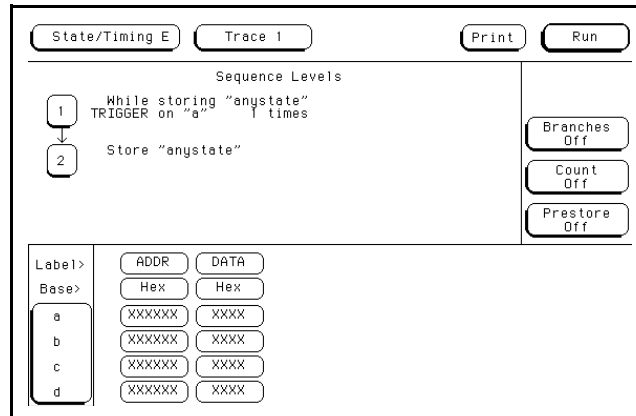 State/Timing E Trace 1 Print Run
Sequence Levels
1 While storing "anystate"
TRIGGER on "a" 1 times
2 Store "anystate"
Branches
Off
Count
Off
Prestore
Off
Label> ADDR DATA
Base> Hex Hex
a XXXXXX XXXX
b XXXXXX XXXX
c XXXXXX XXXX
d XXXXXX XXXX